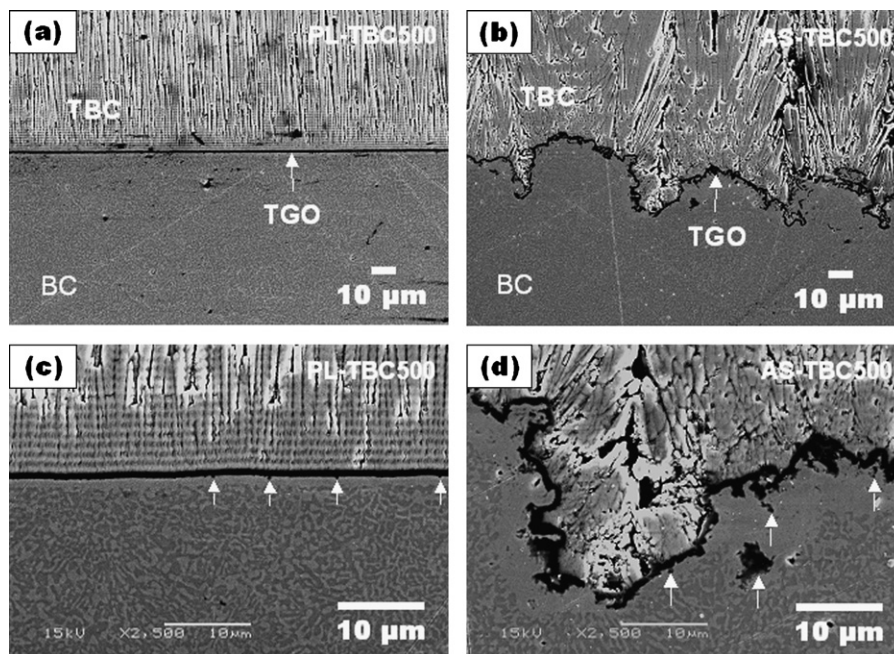 (a)
PL-TBC500
TBC
TGO
BC
10 µm
(b)
AS-TBC500
TBC
TGO
BC
10 µm
(c)
PL-TBC500
15kV X2,500 10µm
10 µm
(d)
AS-TBC500
15kV X2,500 10µm
10 µm